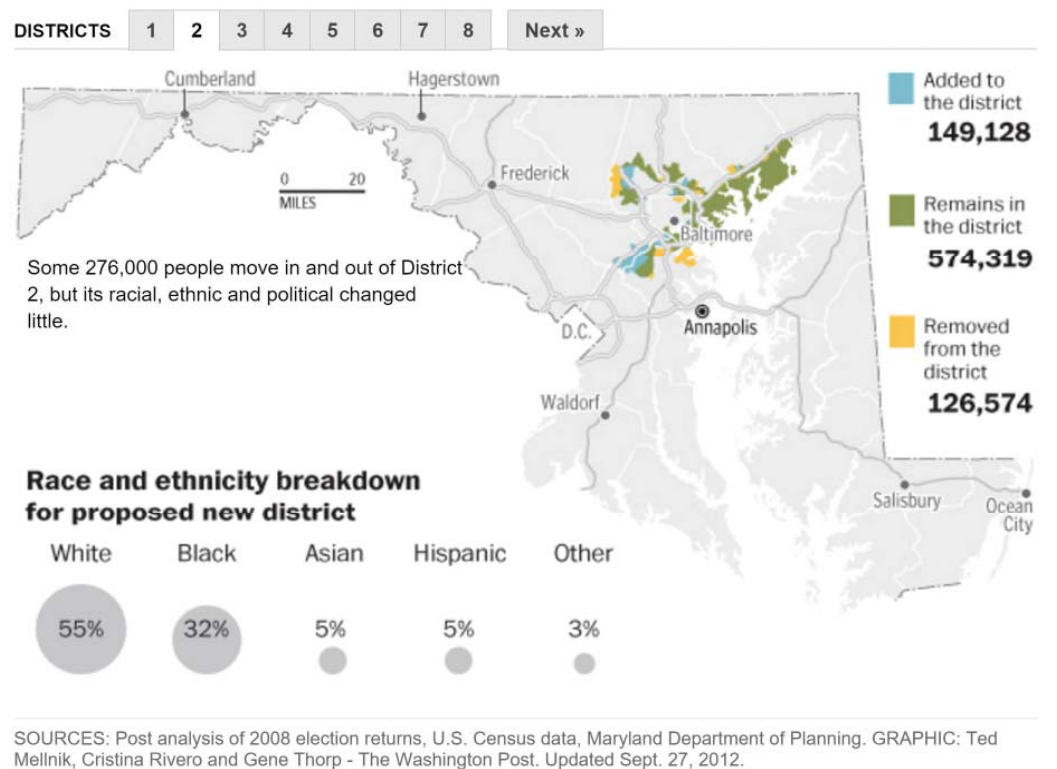 DISTRICTS 1 2 3 4 5 6 7 8 Next »
Cumberland
Hagerstown
Frederick
0 20
MILES
Baltimore
Annapolis
D.C.
Waldorf
Salisbury
Ocean
City
Added to
the district
149,128
Remains in
the district
574,319
Removed
from the
district
126,574
Some 276,000 people move in and out of District
2, but its racial, ethnic and political changed
little.
Race and ethnicity breakdown
for proposed new district
White Black Asian Hispanic Other
55% 32% 5% 5% 3%
SOURCES: Post analysis of 2008 election returns, U.S. Census data, Maryland Department of Planning. GRAPHIC: Ted
Mellnik, Cristina Rivero and Gene Thorp - The Washington Post. Updated Sept. 27, 2012.